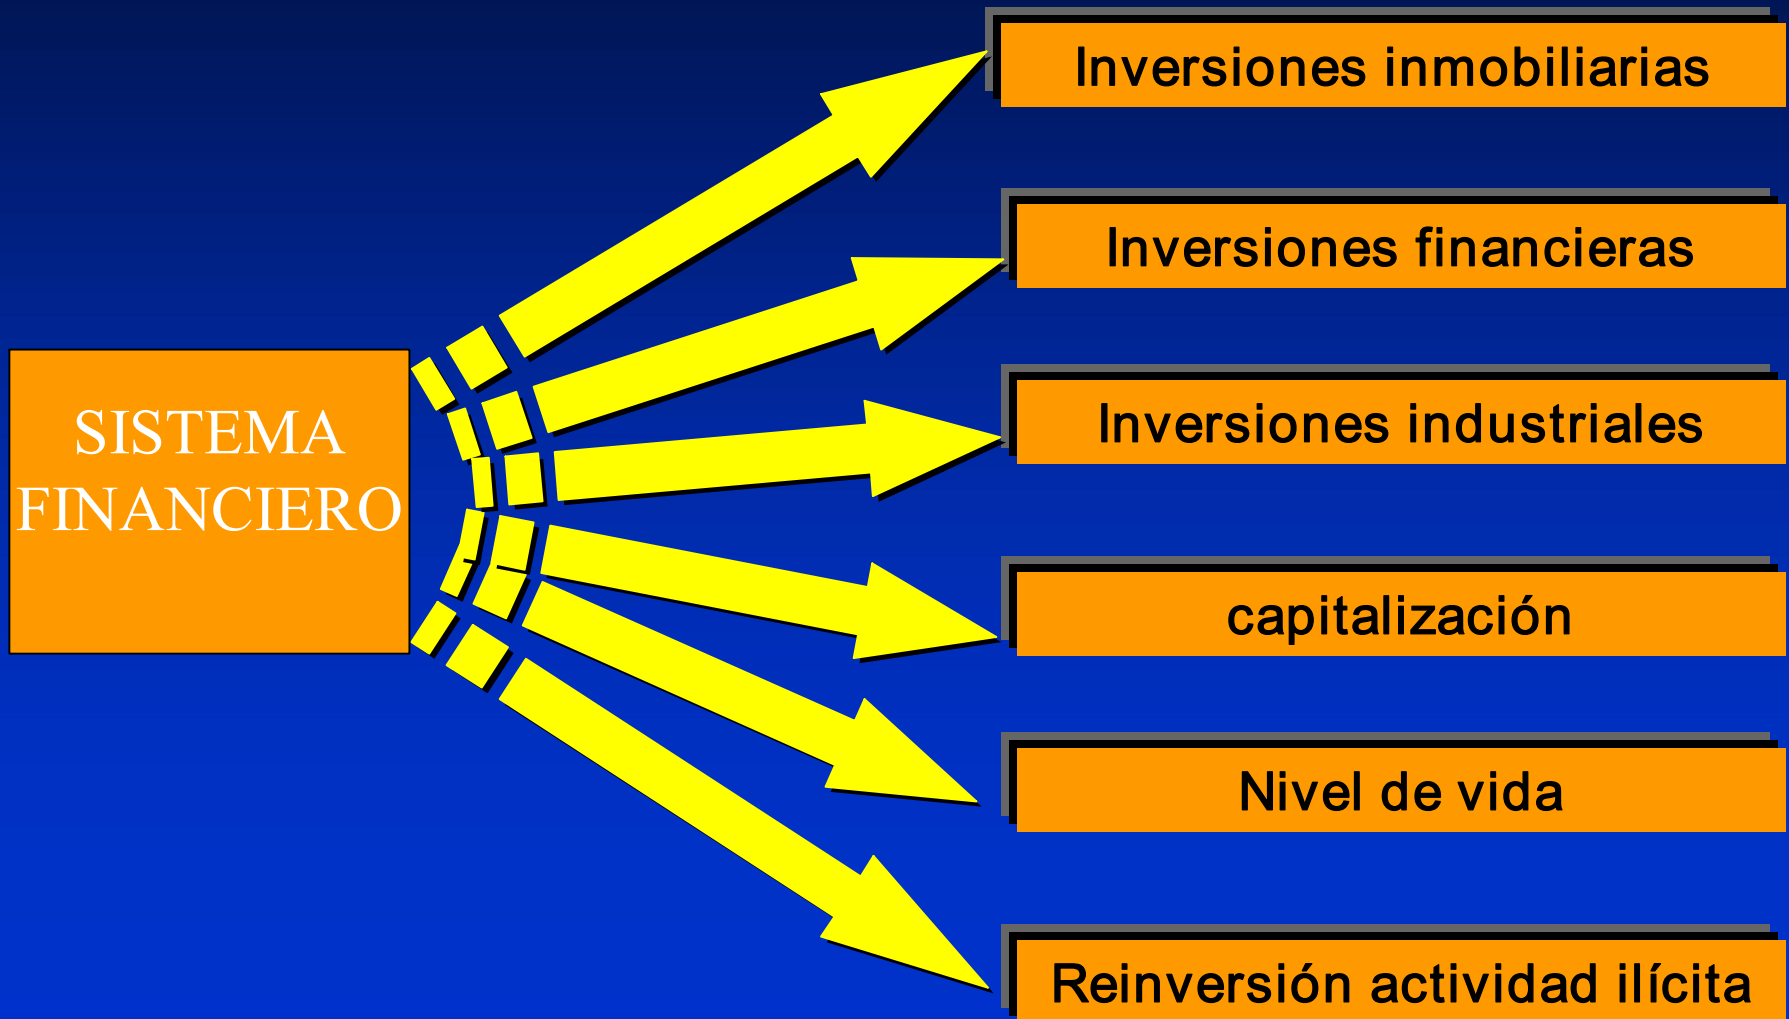 SISTEMA
FINANCIERO
Inversiones inmobiliarias
Inversiones financieras
Inversiones industriales
capitalización
Nivel de vida
Reinversión actividad ilícita